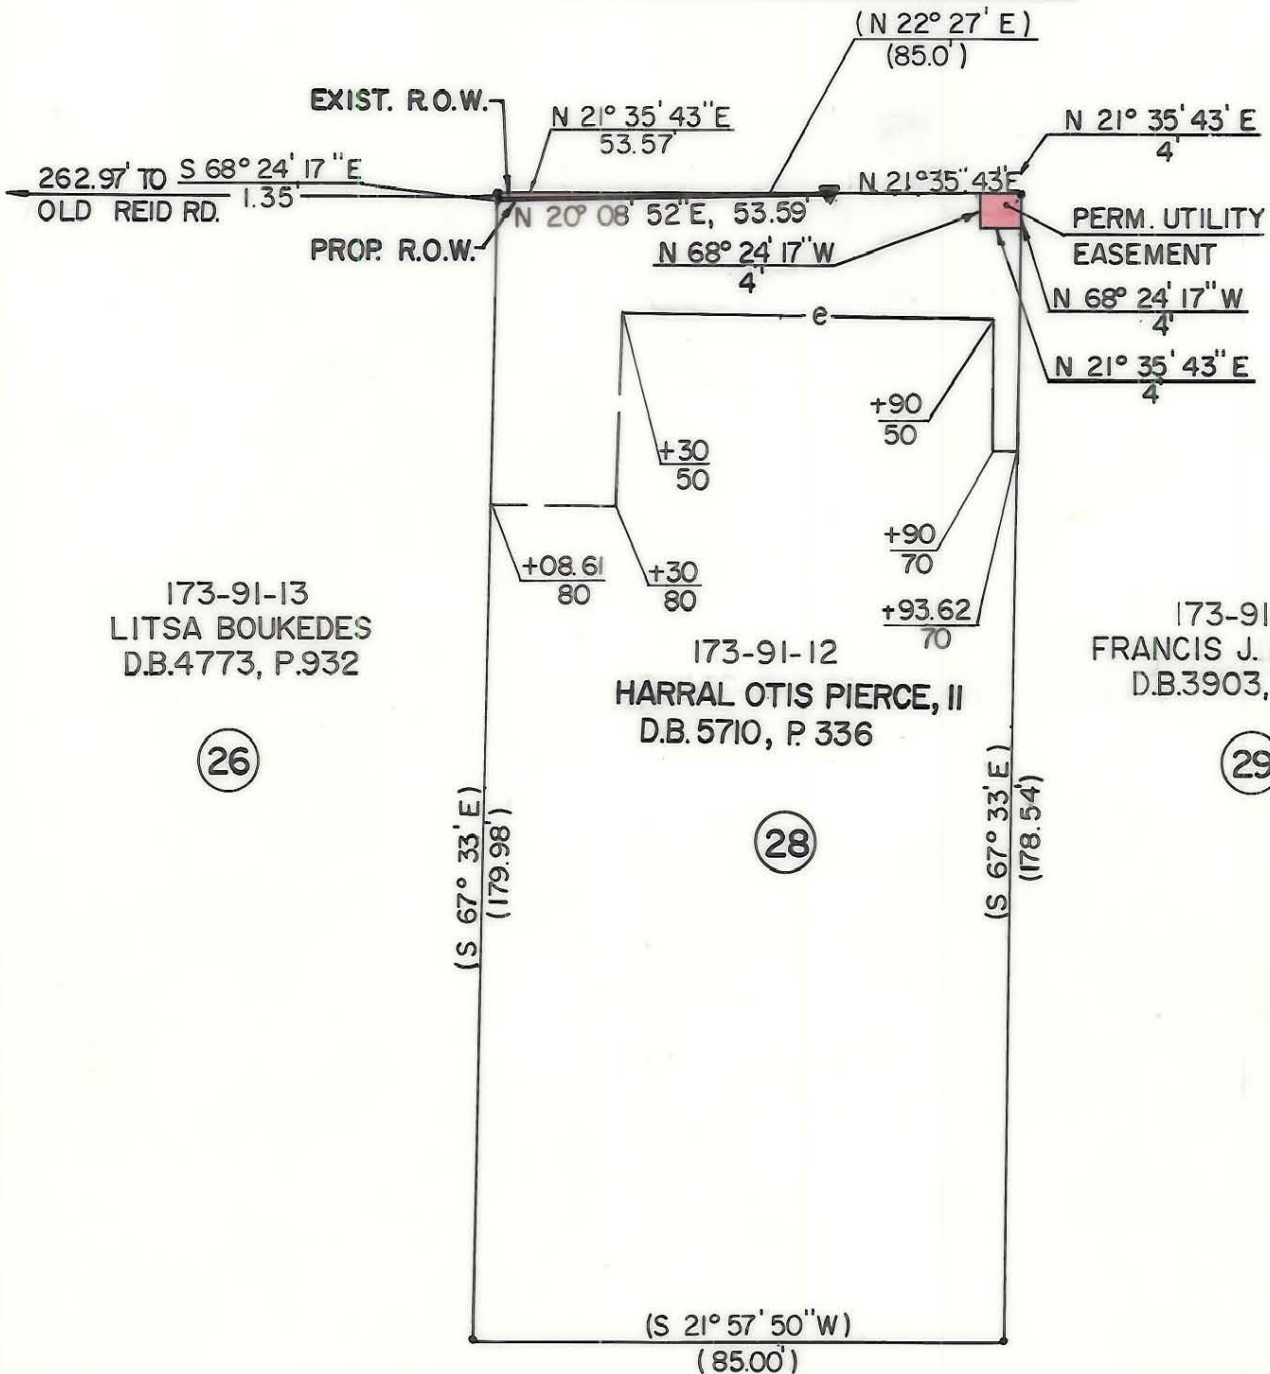 (N 22° 27' E)
(85.0')
EXIST. R.O.W.
N 21° 35' 43"E
53.57'
N 21° 35' 43' E
4'
262.97' TO
OLD REID RD.
S 68° 24' 17"E
1.35'
N 21°35" 43'E
N 20° 08' 52"E, 53.59'
PROP. R.O.W.
N 68° 24' 17"W
4'
PERM. UTILITY
EASEMENT
N 68° 24' 17"W
4'
e
N 21° 35' 43"E
4'
+90
50
+30
50
+90
70
+08.61
80
+30
80
+93.62
70
173-91-13
LITSA BOUKEDES
D.B.4773, P.932
26
173-91-12
HARRAL OTIS PIERCE, II
D.B. 5710, P. 336
28
173-91
FRANCIS J.
D.B.3903,
29
(S 67° 33' E)
(179.98')
(S 67° 33' E)
(178.54')
(S 21° 57' 50"W)
(85.00')